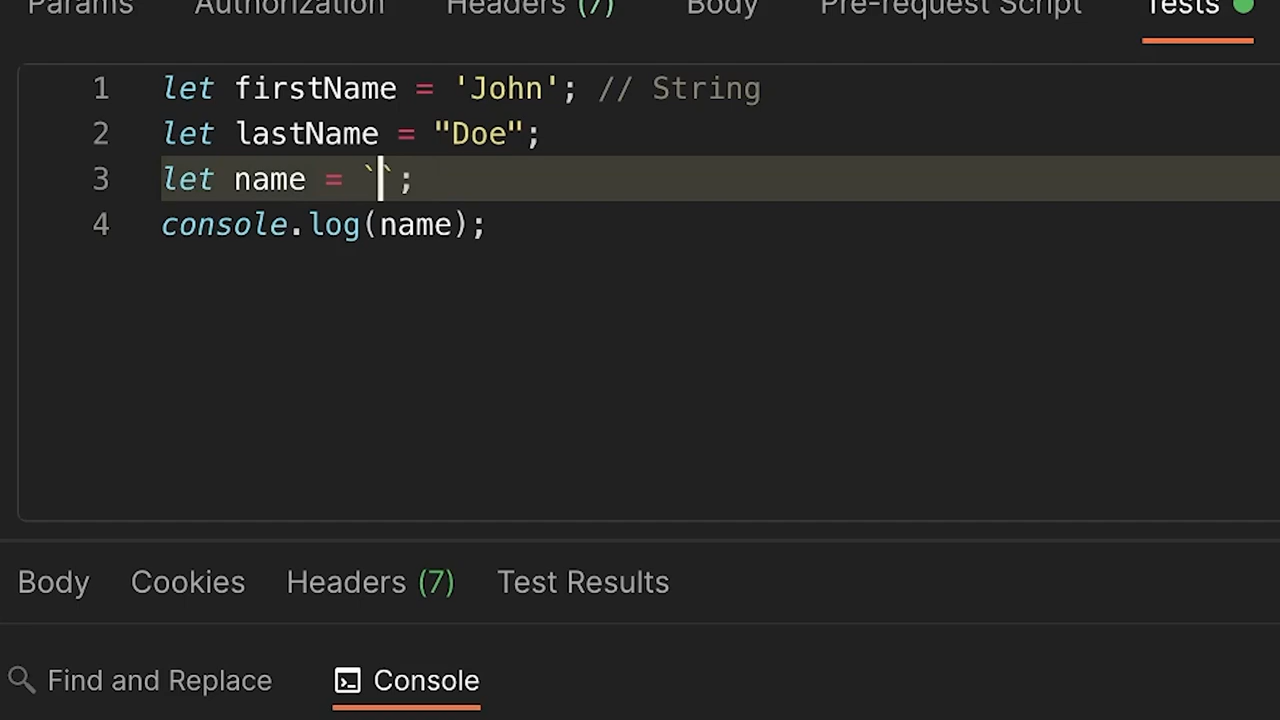 Params Authorization Headers (7) Body Pre-request Script Tests
1 let firstName = 'John'; // String
2 let lastName = "Doe";
3 let name = ``;
4 console.log(name);
Body Cookies Headers (7) Test Results
Find and Replace Console